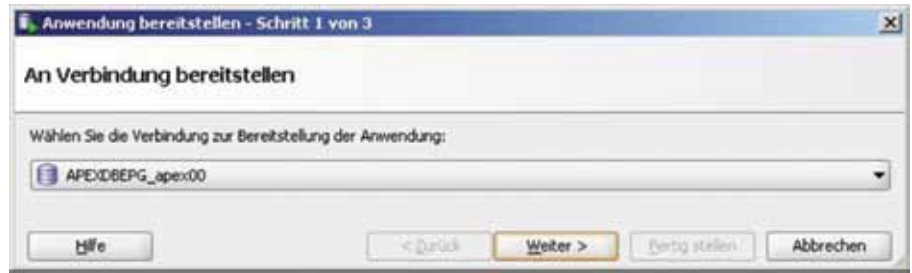 Anwendung bereitstellen - Schritt 1 von 3
An Verbindung bereitstellen
Wählen Sie die Verbindung zur Bereitstellung der Anwendung:
APEXDBEPG_apex00
Hilfe < Zurück Weiter > Fertig stellen Abbrechen